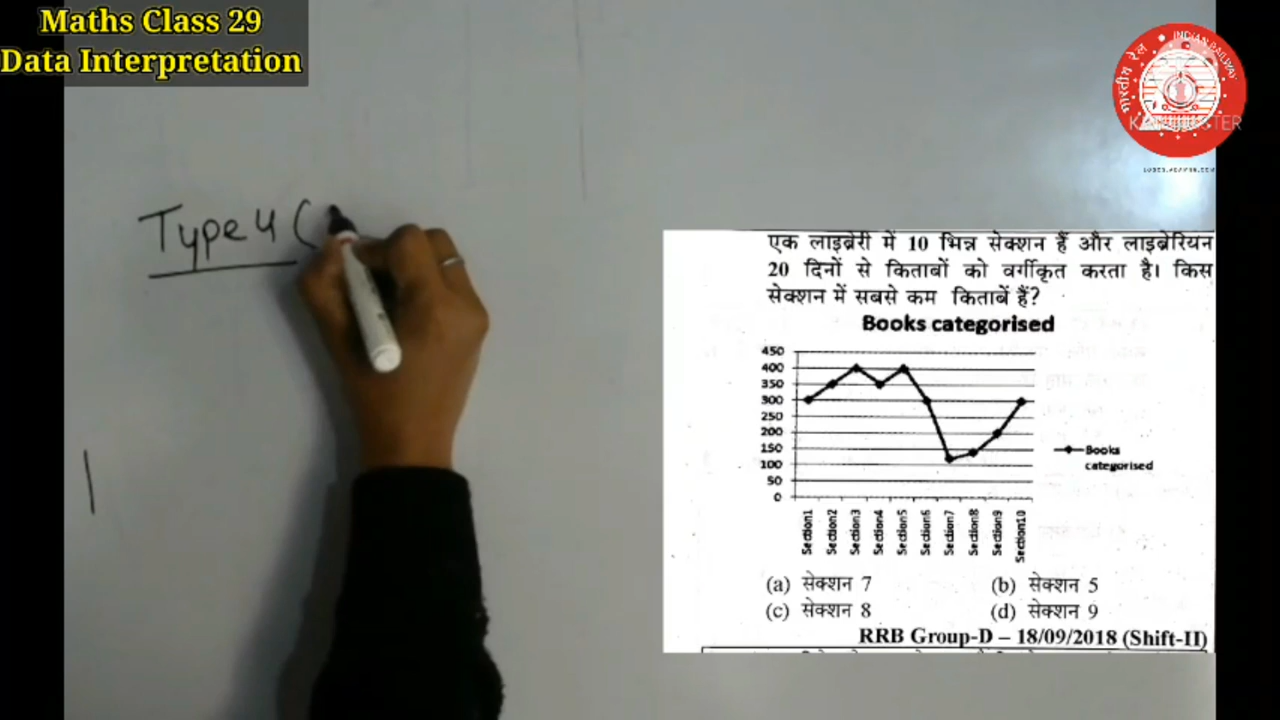 Maths Class 29
Data Interpretation
भारतीय रेल INDIAN RAILWAY
Type 4 (
एक लाइब्रेरी में 10 भिन्न सेक्शन हैं और लाइब्रेरियन
20 दिनों से किताबों को वर्गीकृत करता है। किस
सेक्शन में सबसे कम किताबें हैं?
Books categorised
450
400
350
300
250
200
150
100
50
0
Books
categorised
Section1
Section2
Section3
Section4
Section5
Section6
Section7
Section8
Section9
Section10
(a) सेक्शन 7 (b) सेक्शन 5
(c) सेक्शन 8 (d) सेक्शन 9
RRB Group-D – 18/09/2018 (Shift-II)